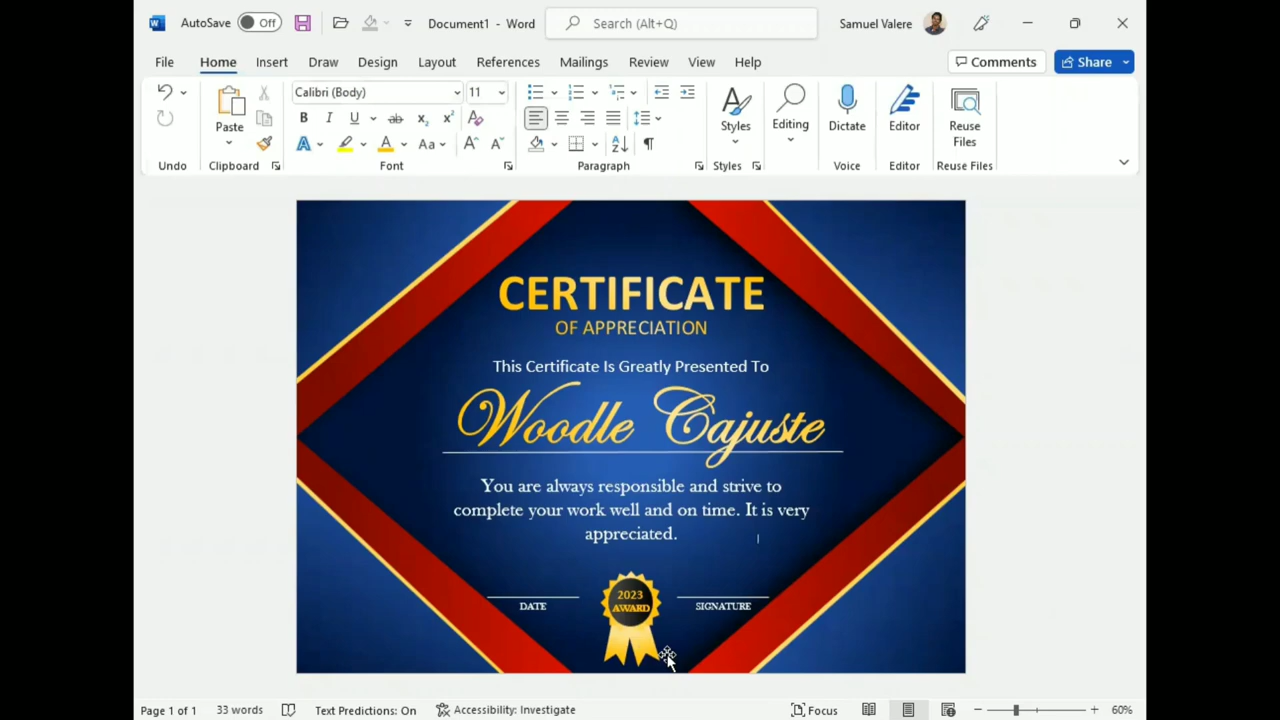 AutoSave Off Document1 - Word Search (Alt+Q) Samuel Valere
File Home Insert Draw Design Layout References Mailings Review View Help Comments Share
Calibri (Body) 11
Paste Styles Editing Dictate Editor Reuse Files
Undo Clipboard Font Paragraph Styles Voice Editor Reuse Files
CERTIFICATE
OF APPRECIATION
This Certificate Is Greatly Presented To
Woodle Cajuste
You are always responsible and strive to
complete your work well and on time. It is very
appreciated.
2023
AWARD
DATE
SIGNATURE
Page 1 of 1 33 words Text Predictions: On Accessibility: Investigate Focus 60%